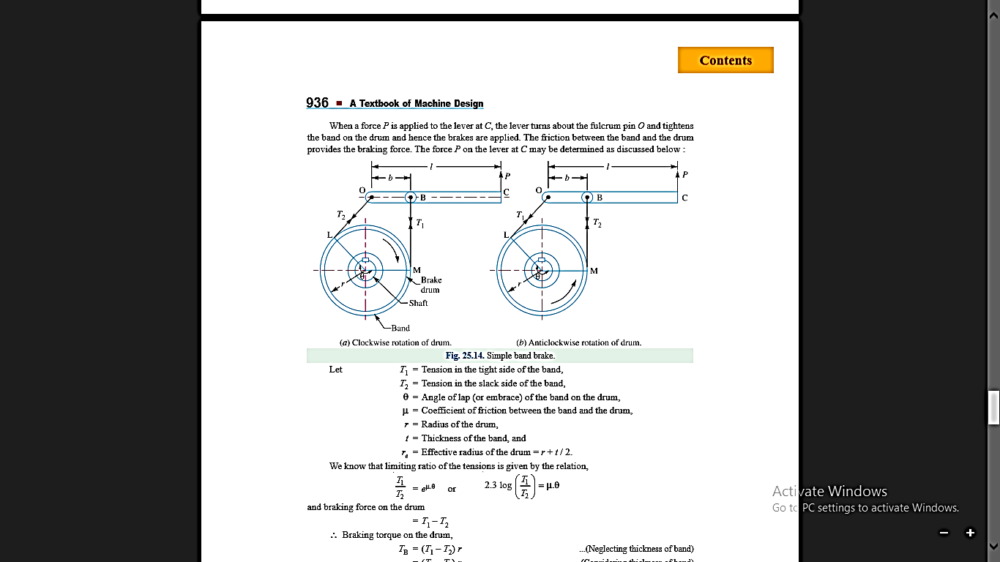 Contents
936 ■ A Textbook of Machine Design
When a force P is applied to the lever at C, the lever turns about the fulcrum pin O and tightens
the band on the drum and hence the brakes are applied. The friction between the band and the drum
provides the braking force. The force P on the lever at C may be determined as discussed below :
l
b
P
O
B
C
T2
T1
L
M
θ
r
Brake
drum
Shaft
Band
l
b
P
O
B
C
T1
T2
L
M
θ
r
(a) Clockwise rotation of drum.
(b) Anticlockwise rotation of drum.
Fig. 25.14. Simple band brake.
Let T1 = Tension in the tight side of the band,
T2 = Tension in the slack side of the band,
θ = Angle of lap (or embrace) of the band on the drum,
μ = Coefficient of friction between the band and the drum,
r = Radius of the drum,
t = Thickness of the band, and
re = Effective radius of the drum = r + t / 2.
We know that limiting ratio of the tensions is given by the relation,
T1/T2 = e^μ.θ or 2.3 log (T1/T2) = μ.θ
and braking force on the drum
= T1 – T2
∴ Braking torque on the drum,
TB = (T1 – T2) r ...(Neglecting thickness of band)
Activate Windows
Go to PC settings to activate Windows.